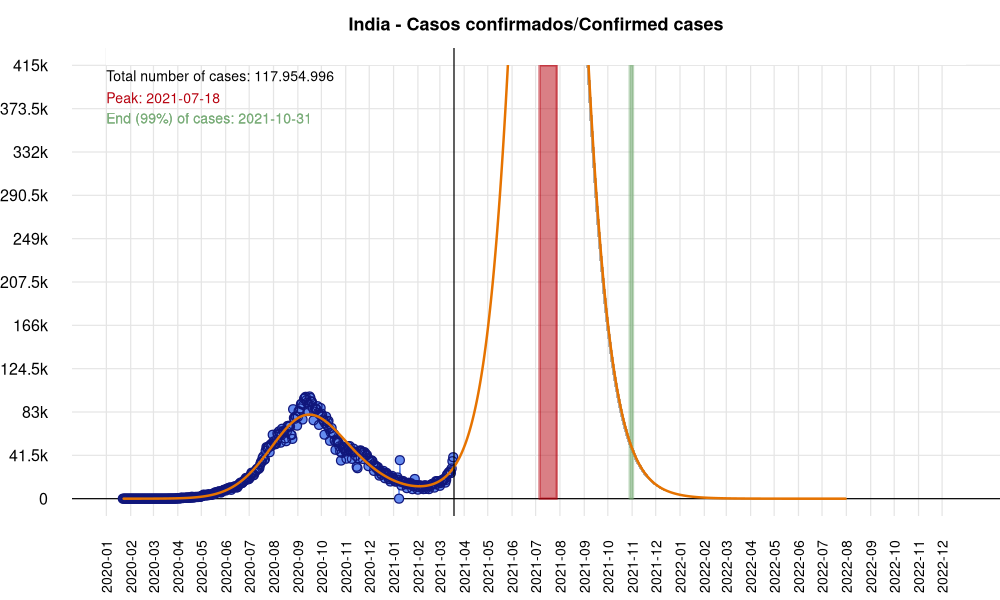 India - Casos confirmados/Confirmed cases
Total number of cases: 117.954.996
Peak: 2021-07-18
End (99%) of cases: 2021-10-31
415k
373.5k
332k
290.5k
249k
207.5k
166k
124.5k
83k
41.5k
0
2020-01
2020-02
2020-03
2020-04
2020-05
2020-06
2020-07
2020-08
2020-09
2020-10
2020-11
2020-12
2021-01
2021-02
2021-03
2021-04
2021-05
2021-06
2021-07
2021-08
2021-09
2021-10
2021-11
2021-12
2022-01
2022-02
2022-03
2022-04
2022-05
2022-06
2022-07
2022-08
2022-09
2022-10
2022-11
2022-12